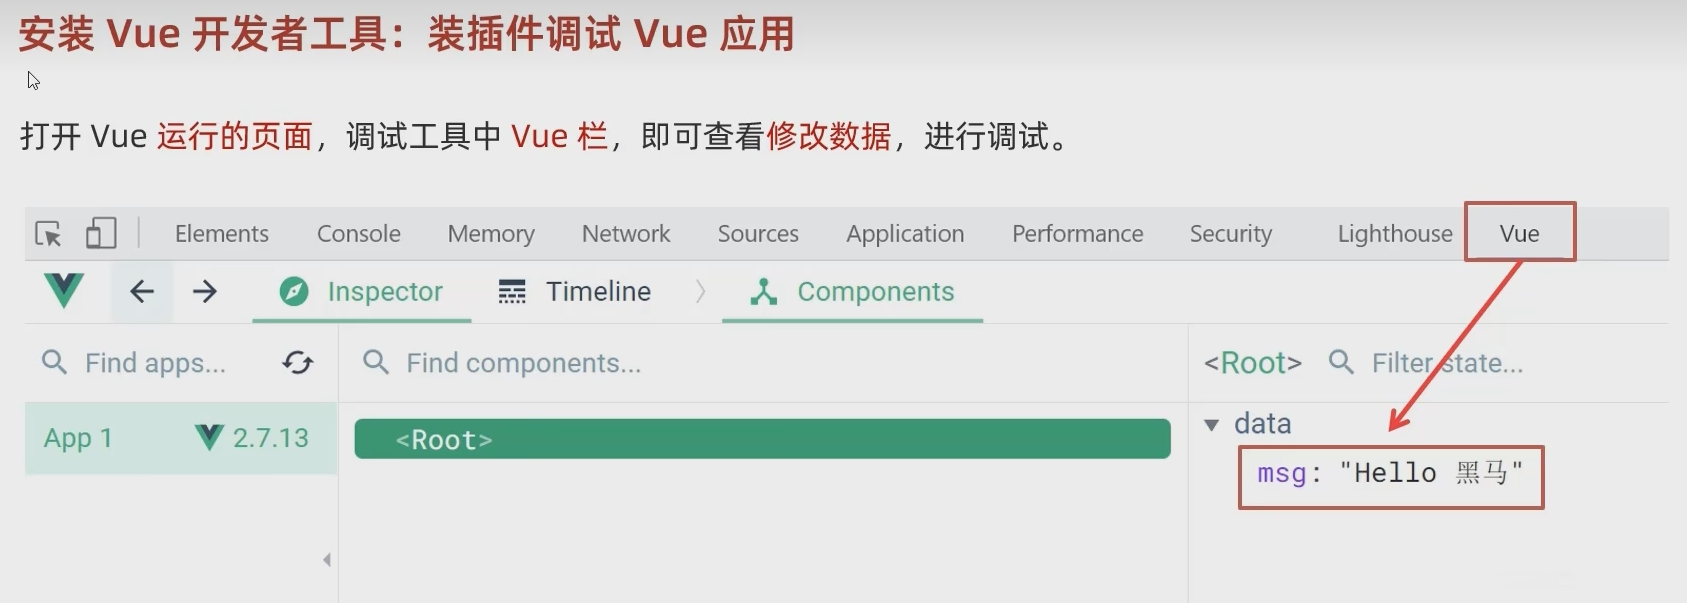 安装 Vue 开发者工具：装插件调试 Vue 应用
打开 Vue 运行的页面，调试工具中 Vue 栏，即可查看修改数据，进行调试。
Elements Console Memory Network Sources Application Performance Security Lighthouse Vue
Inspector Timeline Components
Find apps... Find components... <Root> Filter state...
App 1 2.7.13 <Root> data
msg: "Hello 黑马"